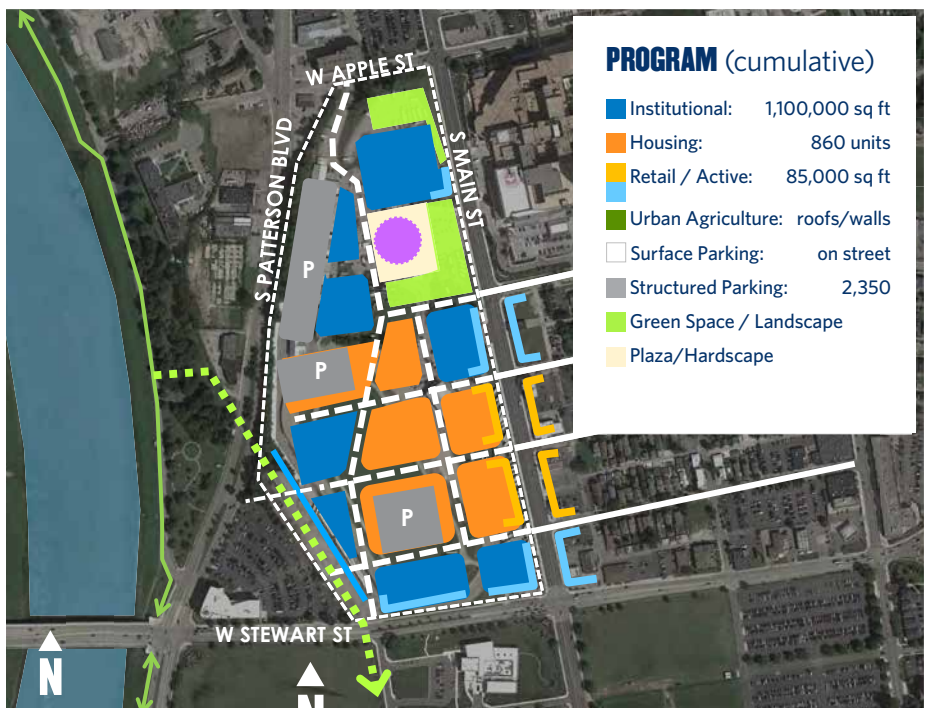 PROGRAM (cumulative)
Institutional: 1,100,000 sq ft
Housing: 860 units
Retail / Active: 85,000 sq ft
Urban Agriculture: roofs/walls
Surface Parking: on street
Structured Parking: 2,350
Green Space / Landscape
Plaza/Hardscape
W APPLE ST
S PATTERSON BLVD
S MAIN ST
P
P
P
W STEWART ST
N
N